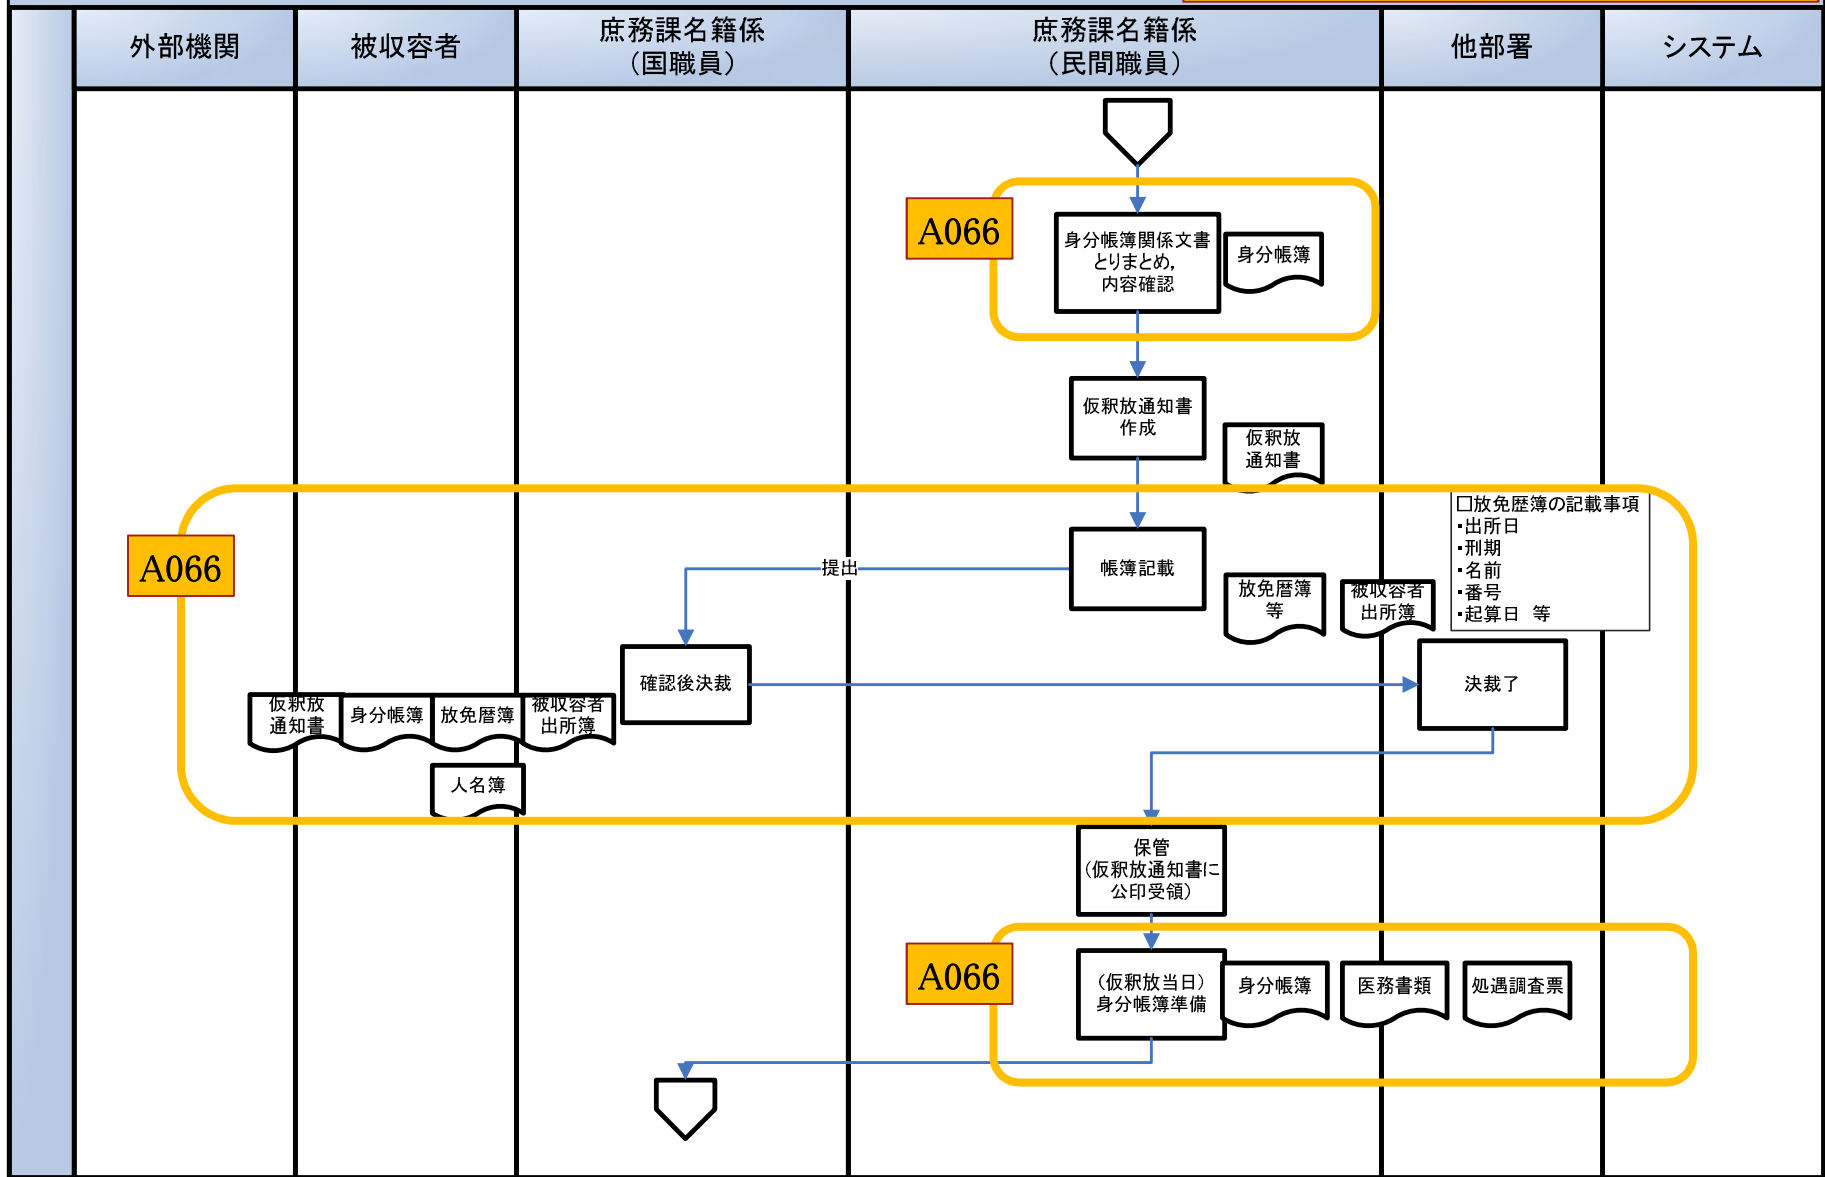 外部機関
被収容者
庶務課名籍係
（国職員）
庶務課名籍係
（民間職員）
他部署
システム
A066
身分帳簿関係文書
とりまとめ，
内容確認
身分帳簿
仮釈放通知書
作成
仮釈放
通知書
A066
□放免歴簿の記載事項
・出所日
・刑期
・名前
・番号
・起算日　等
提出
帳簿記載
放免暦簿
等
被収容者
出所簿
確認後決裁
決裁了
仮釈放
通知書
身分帳簿
放免暦簿
被収容者
出所簿
人名簿
保管
（仮釈放通知書に
公印受領）
A066
（仮釈放当日）
身分帳簿準備
身分帳簿
医務書類
処遇調査票